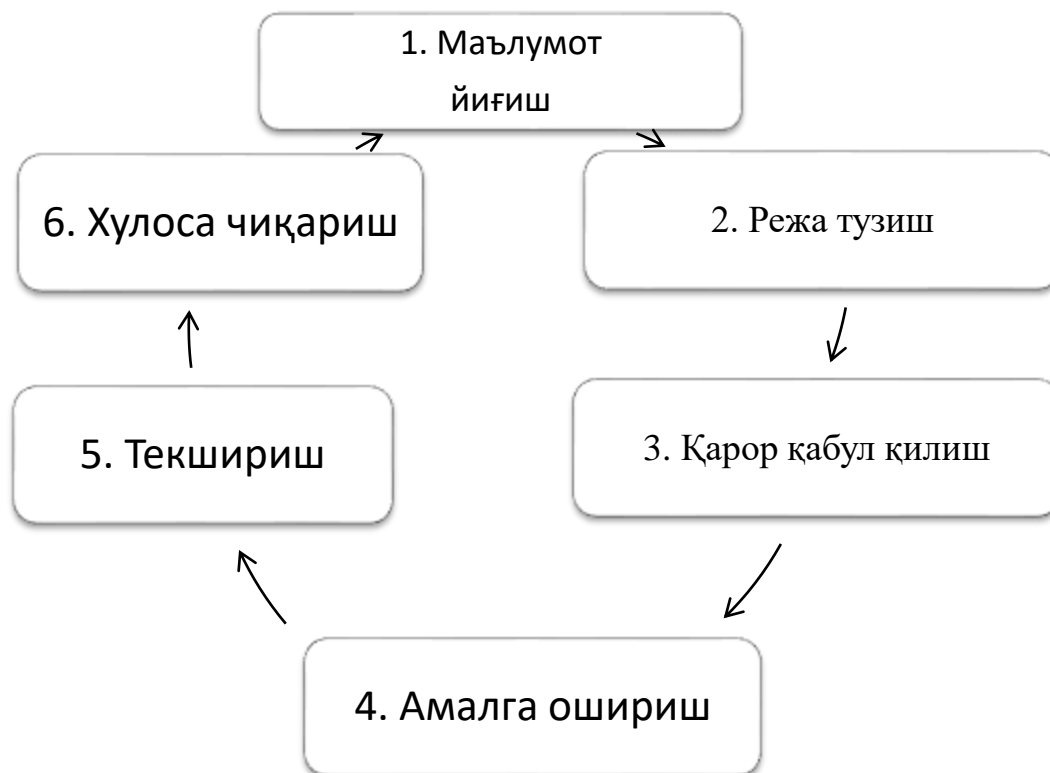 1. Маълумот
йиғиш
2. Режа тузиш
3. Қарор қабул қилиш
4. Амалга ошириш
5. Текшириш
6. Хулоса чиқариш